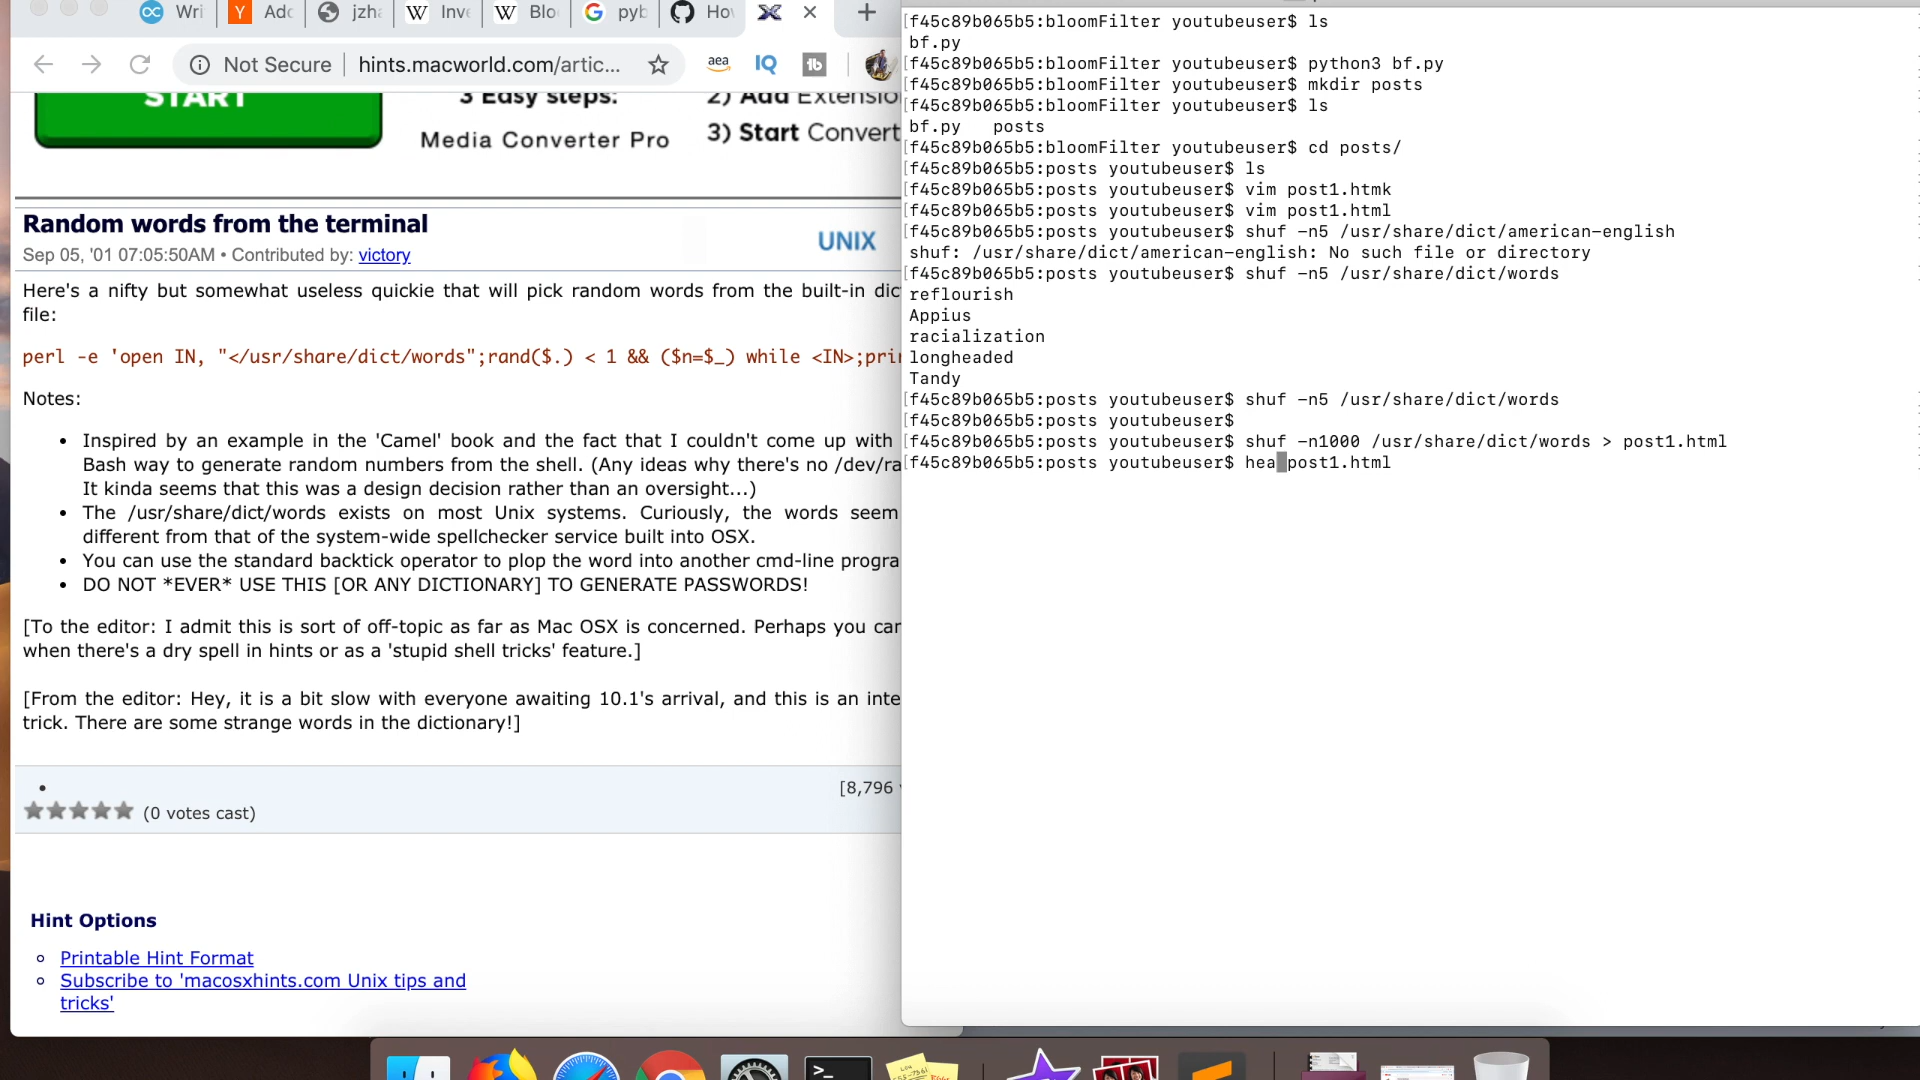 Wri
Adc
jzha
Inve
Blo
pyb
Ho
Not Secure
hints.macworld.com/artic...
aea
IQ
tb
START
3 Easy steps:
Media Converter Pro
2) Add Extensio
3) Start Convert
Random words from the terminal
Sep 05, '01 07:05:50AM • Contributed by: victory
UNIX
Here's a nifty but somewhat useless quickie that will pick random words from the built-in dic
file:
perl -e 'open IN, "</usr/share/dict/words";rand($.) < 1 && ($n=$_) while <IN>;prin
Notes:
• Inspired by an example in the 'Camel' book and the fact that I couldn't come up with
Bash way to generate random numbers from the shell. (Any ideas why there's no /dev/ra
It kinda seems that this was a design decision rather than an oversight...)
• The /usr/share/dict/words exists on most Unix systems. Curiously, the words seem
different from that of the system-wide spellchecker service built into OSX.
• You can use the standard backtick operator to plop the word into another cmd-line progra
• DO NOT *EVER* USE THIS [OR ANY DICTIONARY] TO GENERATE PASSWORDS!
[To the editor: I admit this is sort of off-topic as far as Mac OSX is concerned. Perhaps you can
when there's a dry spell in hints or as a 'stupid shell tricks' feature.]
[From the editor: Hey, it is a bit slow with everyone awaiting 10.1's arrival, and this is an inte
trick. There are some strange words in the dictionary!]
•
[8,796
(0 votes cast)
Hint Options
Printable Hint Format
Subscribe to 'macosxhints.com Unix tips and
tricks'
[f45c89b065b5:bloomFilter youtubeuser$ ls
bf.py
[f45c89b065b5:bloomFilter youtubeuser$ python3 bf.py
[f45c89b065b5:bloomFilter youtubeuser$ mkdir posts
[f45c89b065b5:bloomFilter youtubeuser$ ls
bf.py   posts
[f45c89b065b5:bloomFilter youtubeuser$ cd posts/
[f45c89b065b5:posts youtubeuser$ ls
[f45c89b065b5:posts youtubeuser$ vim post1.htmk
[f45c89b065b5:posts youtubeuser$ vim post1.html
[f45c89b065b5:posts youtubeuser$ shuf -n5 /usr/share/dict/american-english
shuf: /usr/share/dict/american-english: No such file or directory
[f45c89b065b5:posts youtubeuser$ shuf -n5 /usr/share/dict/words
reflourish
Appius
racialization
longheaded
Tandy
[f45c89b065b5:posts youtubeuser$ shuf -n5 /usr/share/dict/words
[f45c89b065b5:posts youtubeuser$
[f45c89b065b5:posts youtubeuser$ shuf -n1000 /usr/share/dict/words > post1.html
[f45c89b065b5:posts youtubeuser$ hea post1.html